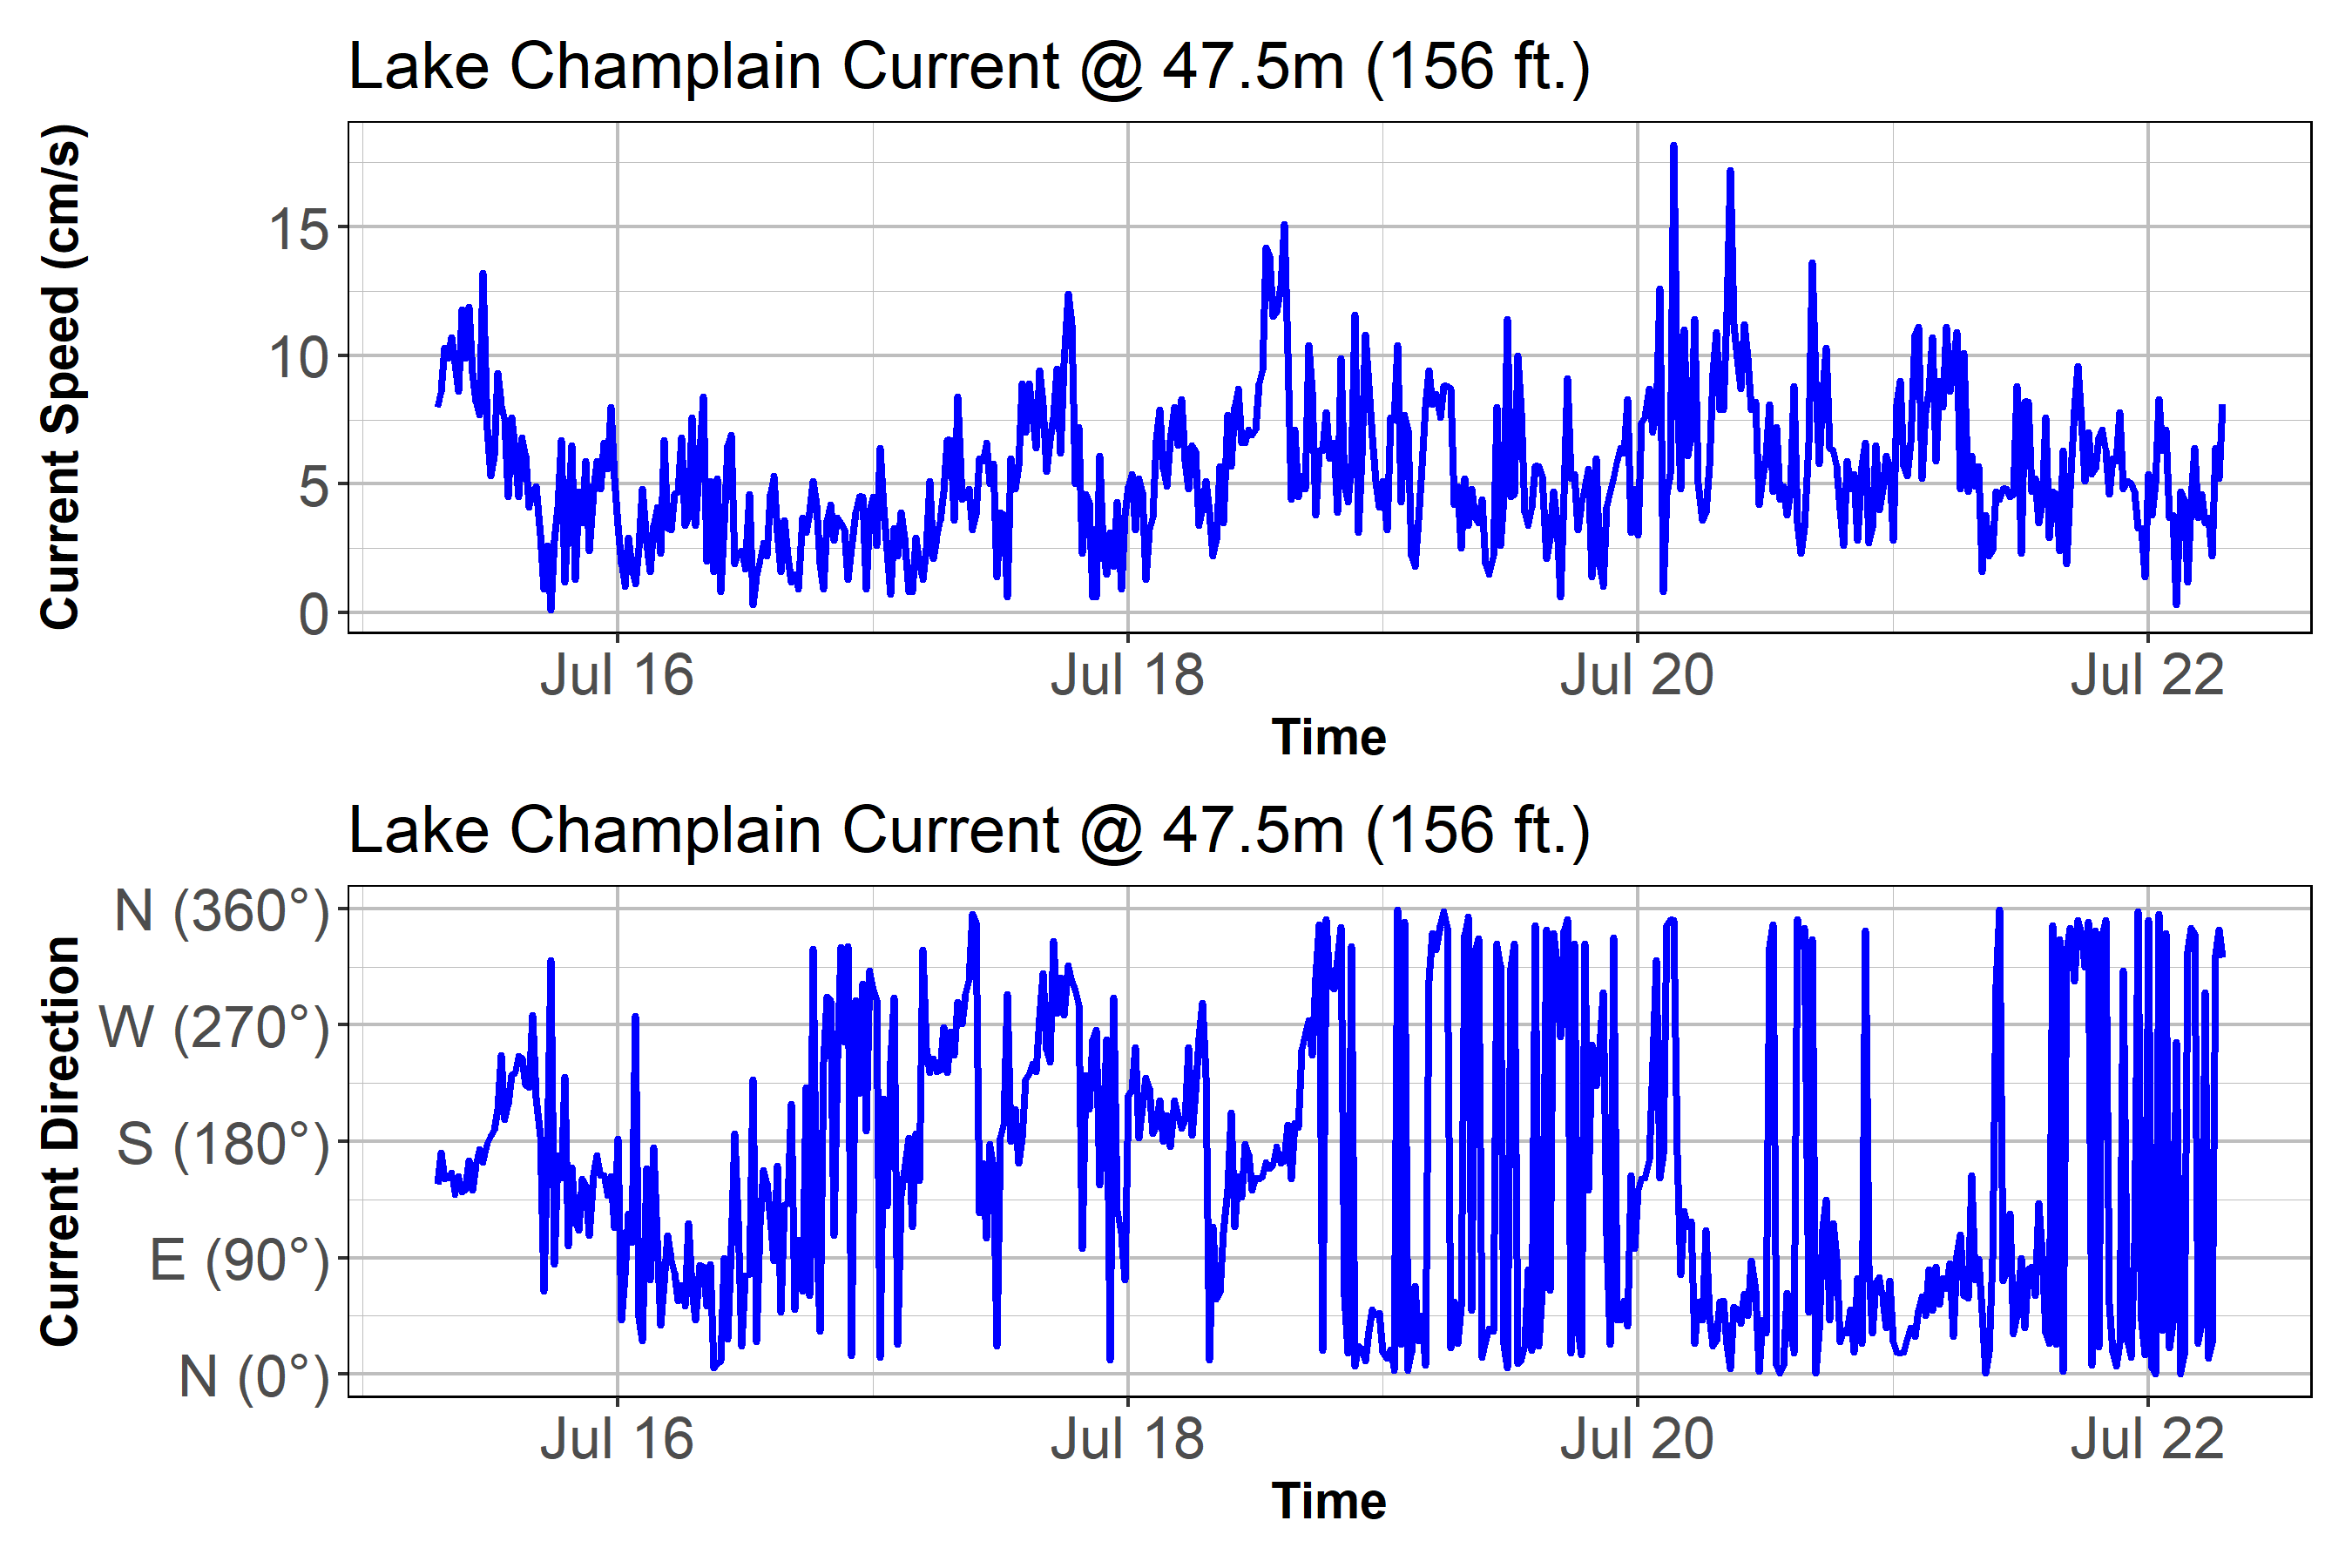 Lake Champlain Current @ 47.5m (156 ft.)
Current Speed (cm/s)
15
10
5
0
Jul 16 Jul 18 Jul 20 Jul 22
Time
Lake Champlain Current @ 47.5m (156 ft.)
Current Direction
N (360°)
W (270°)
S (180°)
E (90°)
N (0°)
Jul 16 Jul 18 Jul 20 Jul 22
Time